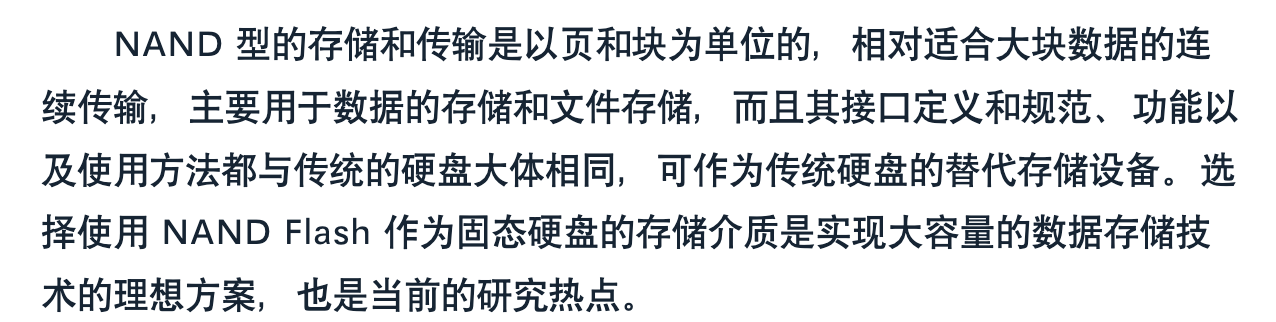 NAND 型的存储和传输是以页和块为单位的, 相对适合大块数据的连
续传输, 主要用于数据的存储和文件存储, 而且其接口定义和规范、功能以
及使用方法都与传统的硬盘大体相同, 可作为传统硬盘的替代存储设备。选
择使用 NAND Flash 作为固态硬盘的存储介质是实现大容量的数据存储技
术的理想方案, 也是当前的研究热点。